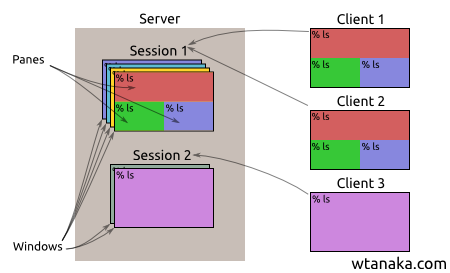 Server
Client 1
% ls
Session 1
Panes
% ls
% ls
% ls
% ls
% ls
% ls
Client 2
% ls
% ls
% ls
Session 2
% ls
Client 3
% ls
Windows
wtanaka.com